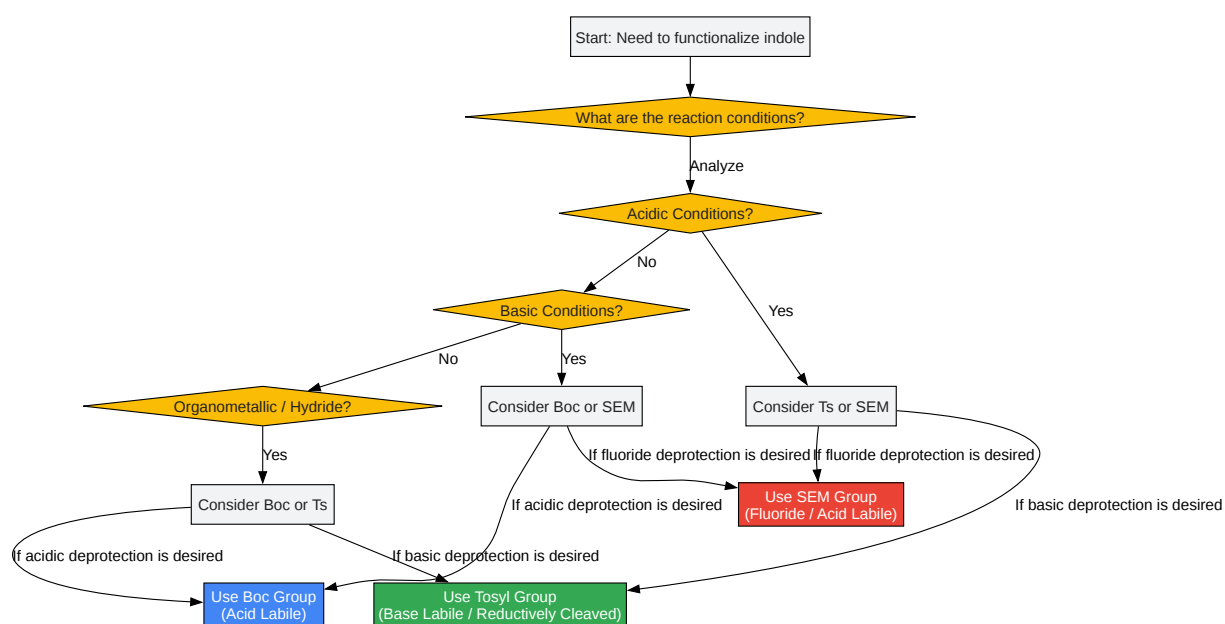 Start: Need to functionalize indole
What are the reaction conditions?
Analyze
Acidic Conditions?
No
Yes
Basic Conditions?
No
Yes
Organometallic / Hydride?
Consider Boc or SEM
Consider Ts or SEM
Yes
If fluoride deprotection is desired
If fluoride deprotection is desired
Consider Boc or Ts
Use SEM Group
(Fluoride / Acid Labile)
If acidic deprotection is desired
If basic deprotection is desired
If acidic deprotection is desired
If basic deprotection is desired
Use Boc Group
(Acid Labile)
Use Tosyl Group
(Base Labile / Reductively Cleaved)